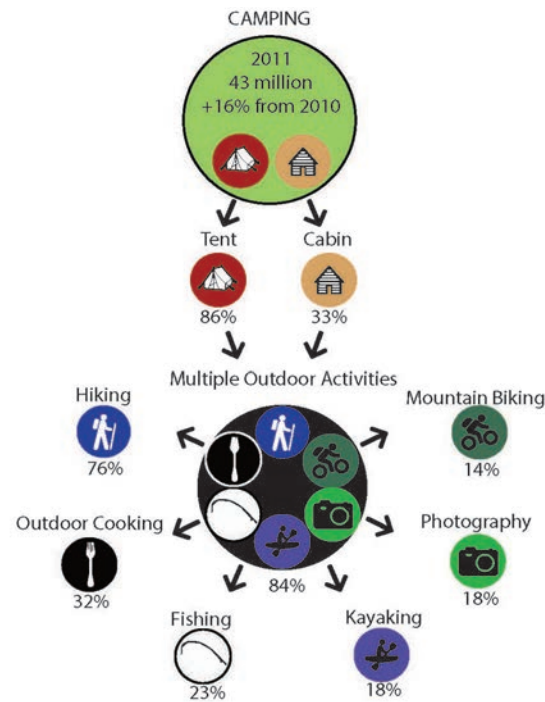 CAMPING
2011
43 million
+16% from 2010
Tent
Cabin
86%
33%
Multiple Outdoor Activities
Hiking
Mountain Biking
76%
14%
Outdoor Cooking
Photography
32%
84%
18%
Fishing
Kayaking
23%
18%